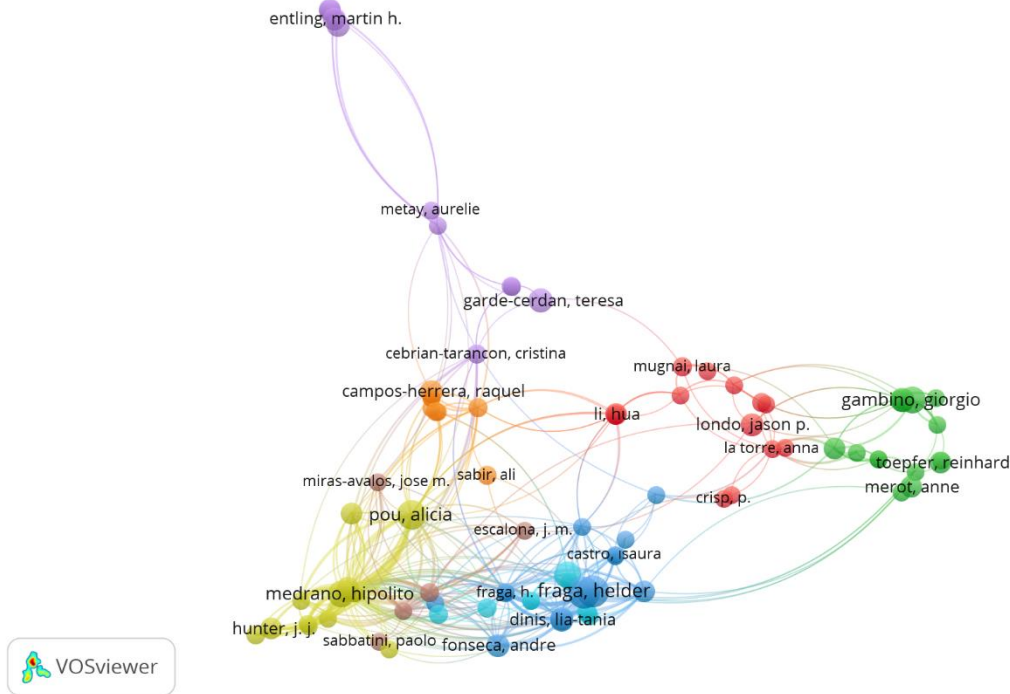 entling, martin h.
metay, aurelie
garde-cerdan, teresa
cebrian-tarancon, cristina
mugnai, laura
campos-herrera, raquel
gambino, giorgio
li, hua
londo, jason p.
la torre, anna
toepfer, reinhard
sabir, ali
miras-avalos, jose m.
merot, anne
crisp, p.
pou, alicia
escalona, j. m.
castro, isaura
medrano, hipolito
fraga, h.
fraga, helder
dinis, lia-tania
hunter, j. j.
sabbatini, paolo
fonseca, andre
VOSviewer